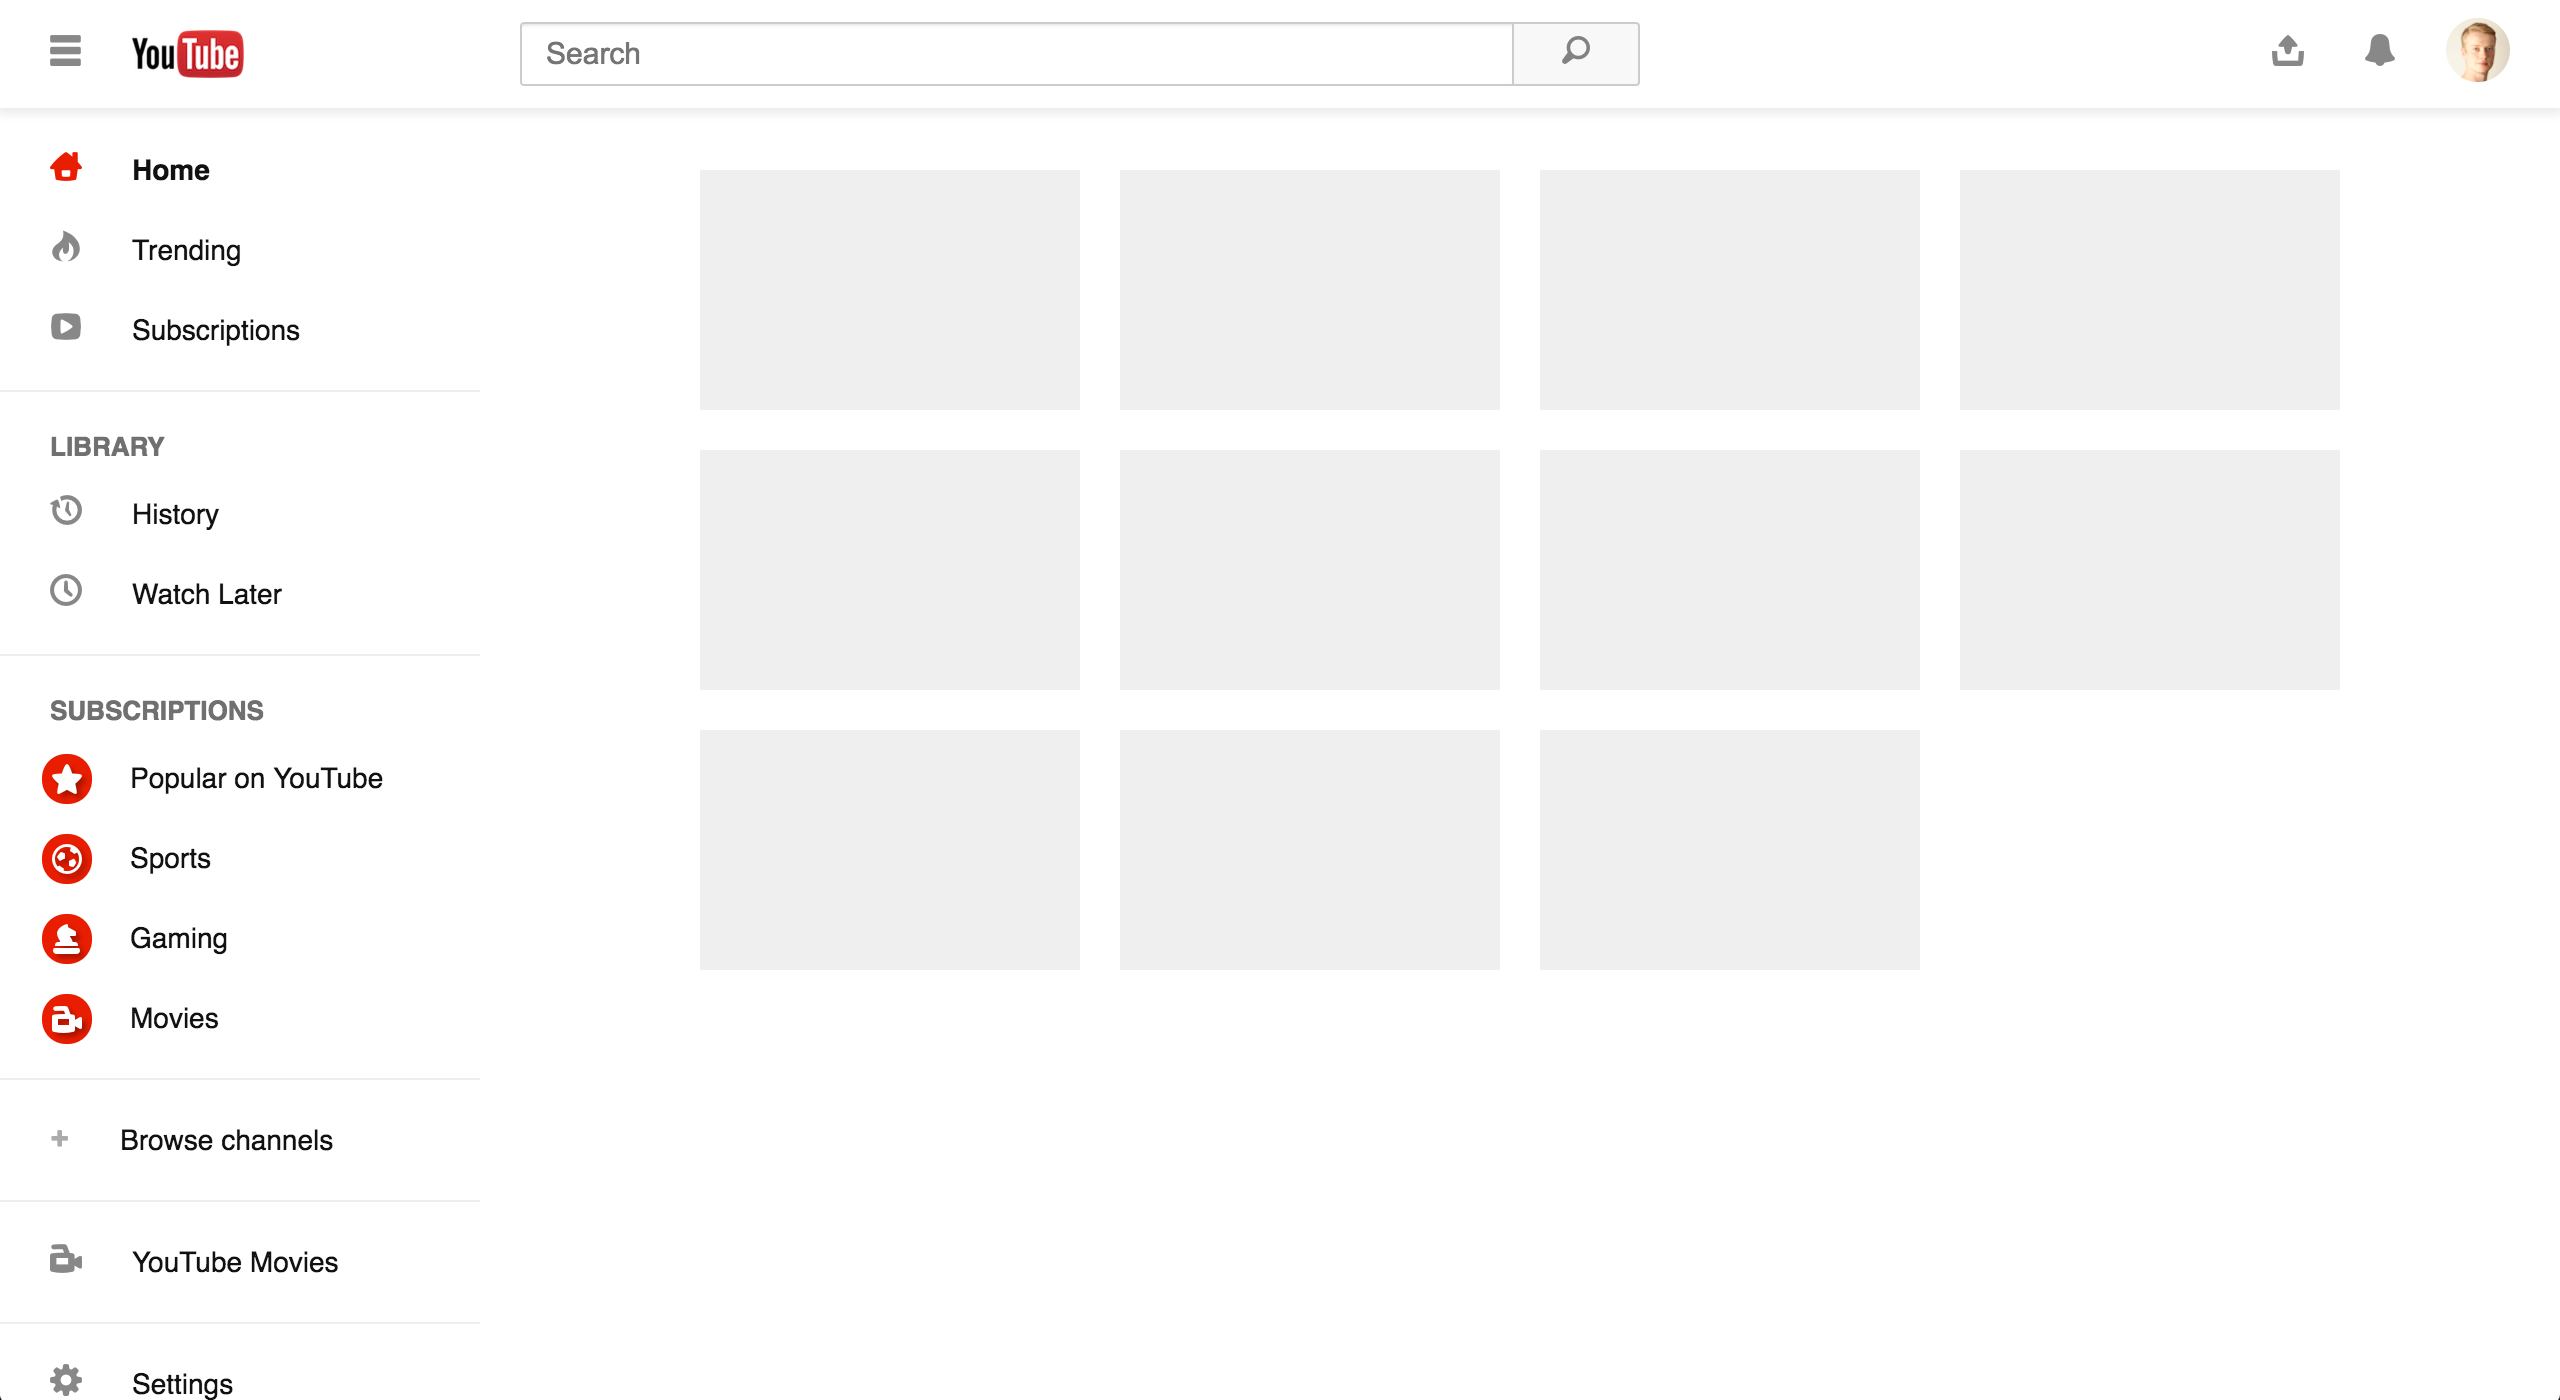 YouTube
Search
Home
Trending
Subscriptions
LIBRARY
History
Watch Later
SUBSCRIPTIONS
Popular on YouTube
Sports
Gaming
Movies
Browse channels
YouTube Movies
Settings